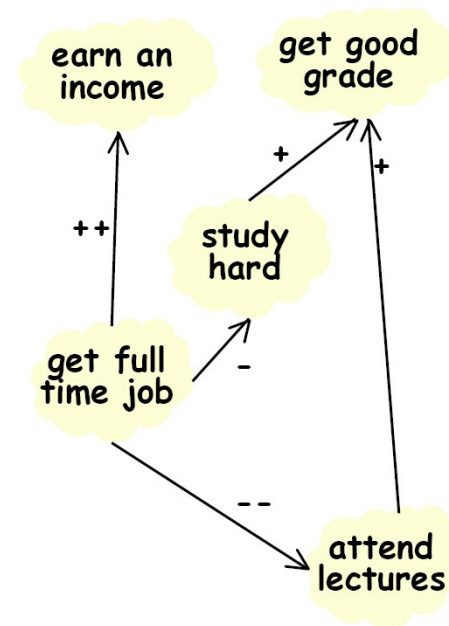 earn an
income
get good
grade
+
+
++
study
hard
get full
time job
-
--
attend
lectures